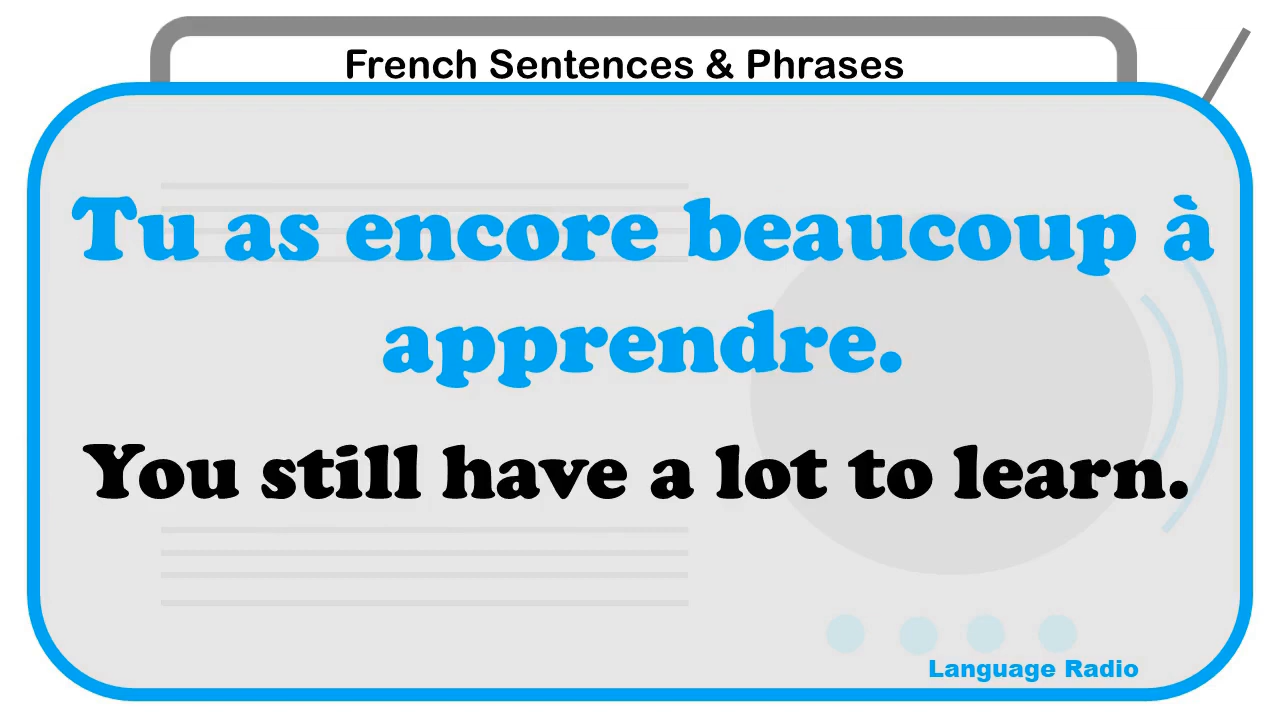 French Sentences & Phrases
Tu as encore beaucoup à
apprendre.
You still have a lot to learn.
Language Radio